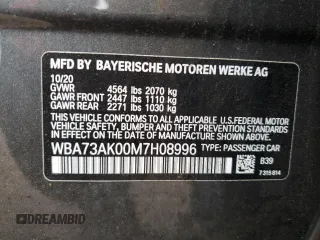 MFD BY BAYERISCHE MOTOREN WERKE AG
10/20
GVWR 4564 lbs 2070 kg
GAWR FRONT 2447 lbs 1110 kg
GAWR REAR 2271 lbs 1030 kg
THIS VEHICLE CONFORMS TO ALL APPLICABLE U.S. FEDERAL MOTOR
VEHICLE SAFETY, BUMPER, AND THEFT PREVENTION STANDARDS
IN EFFECT ON THE DATE OF MANUFACTURE SHOWN ABOVE.
WBA73AK00M7H08996 TYPE: PASSENGER CAR
B39
7 315 814
DREAMBID